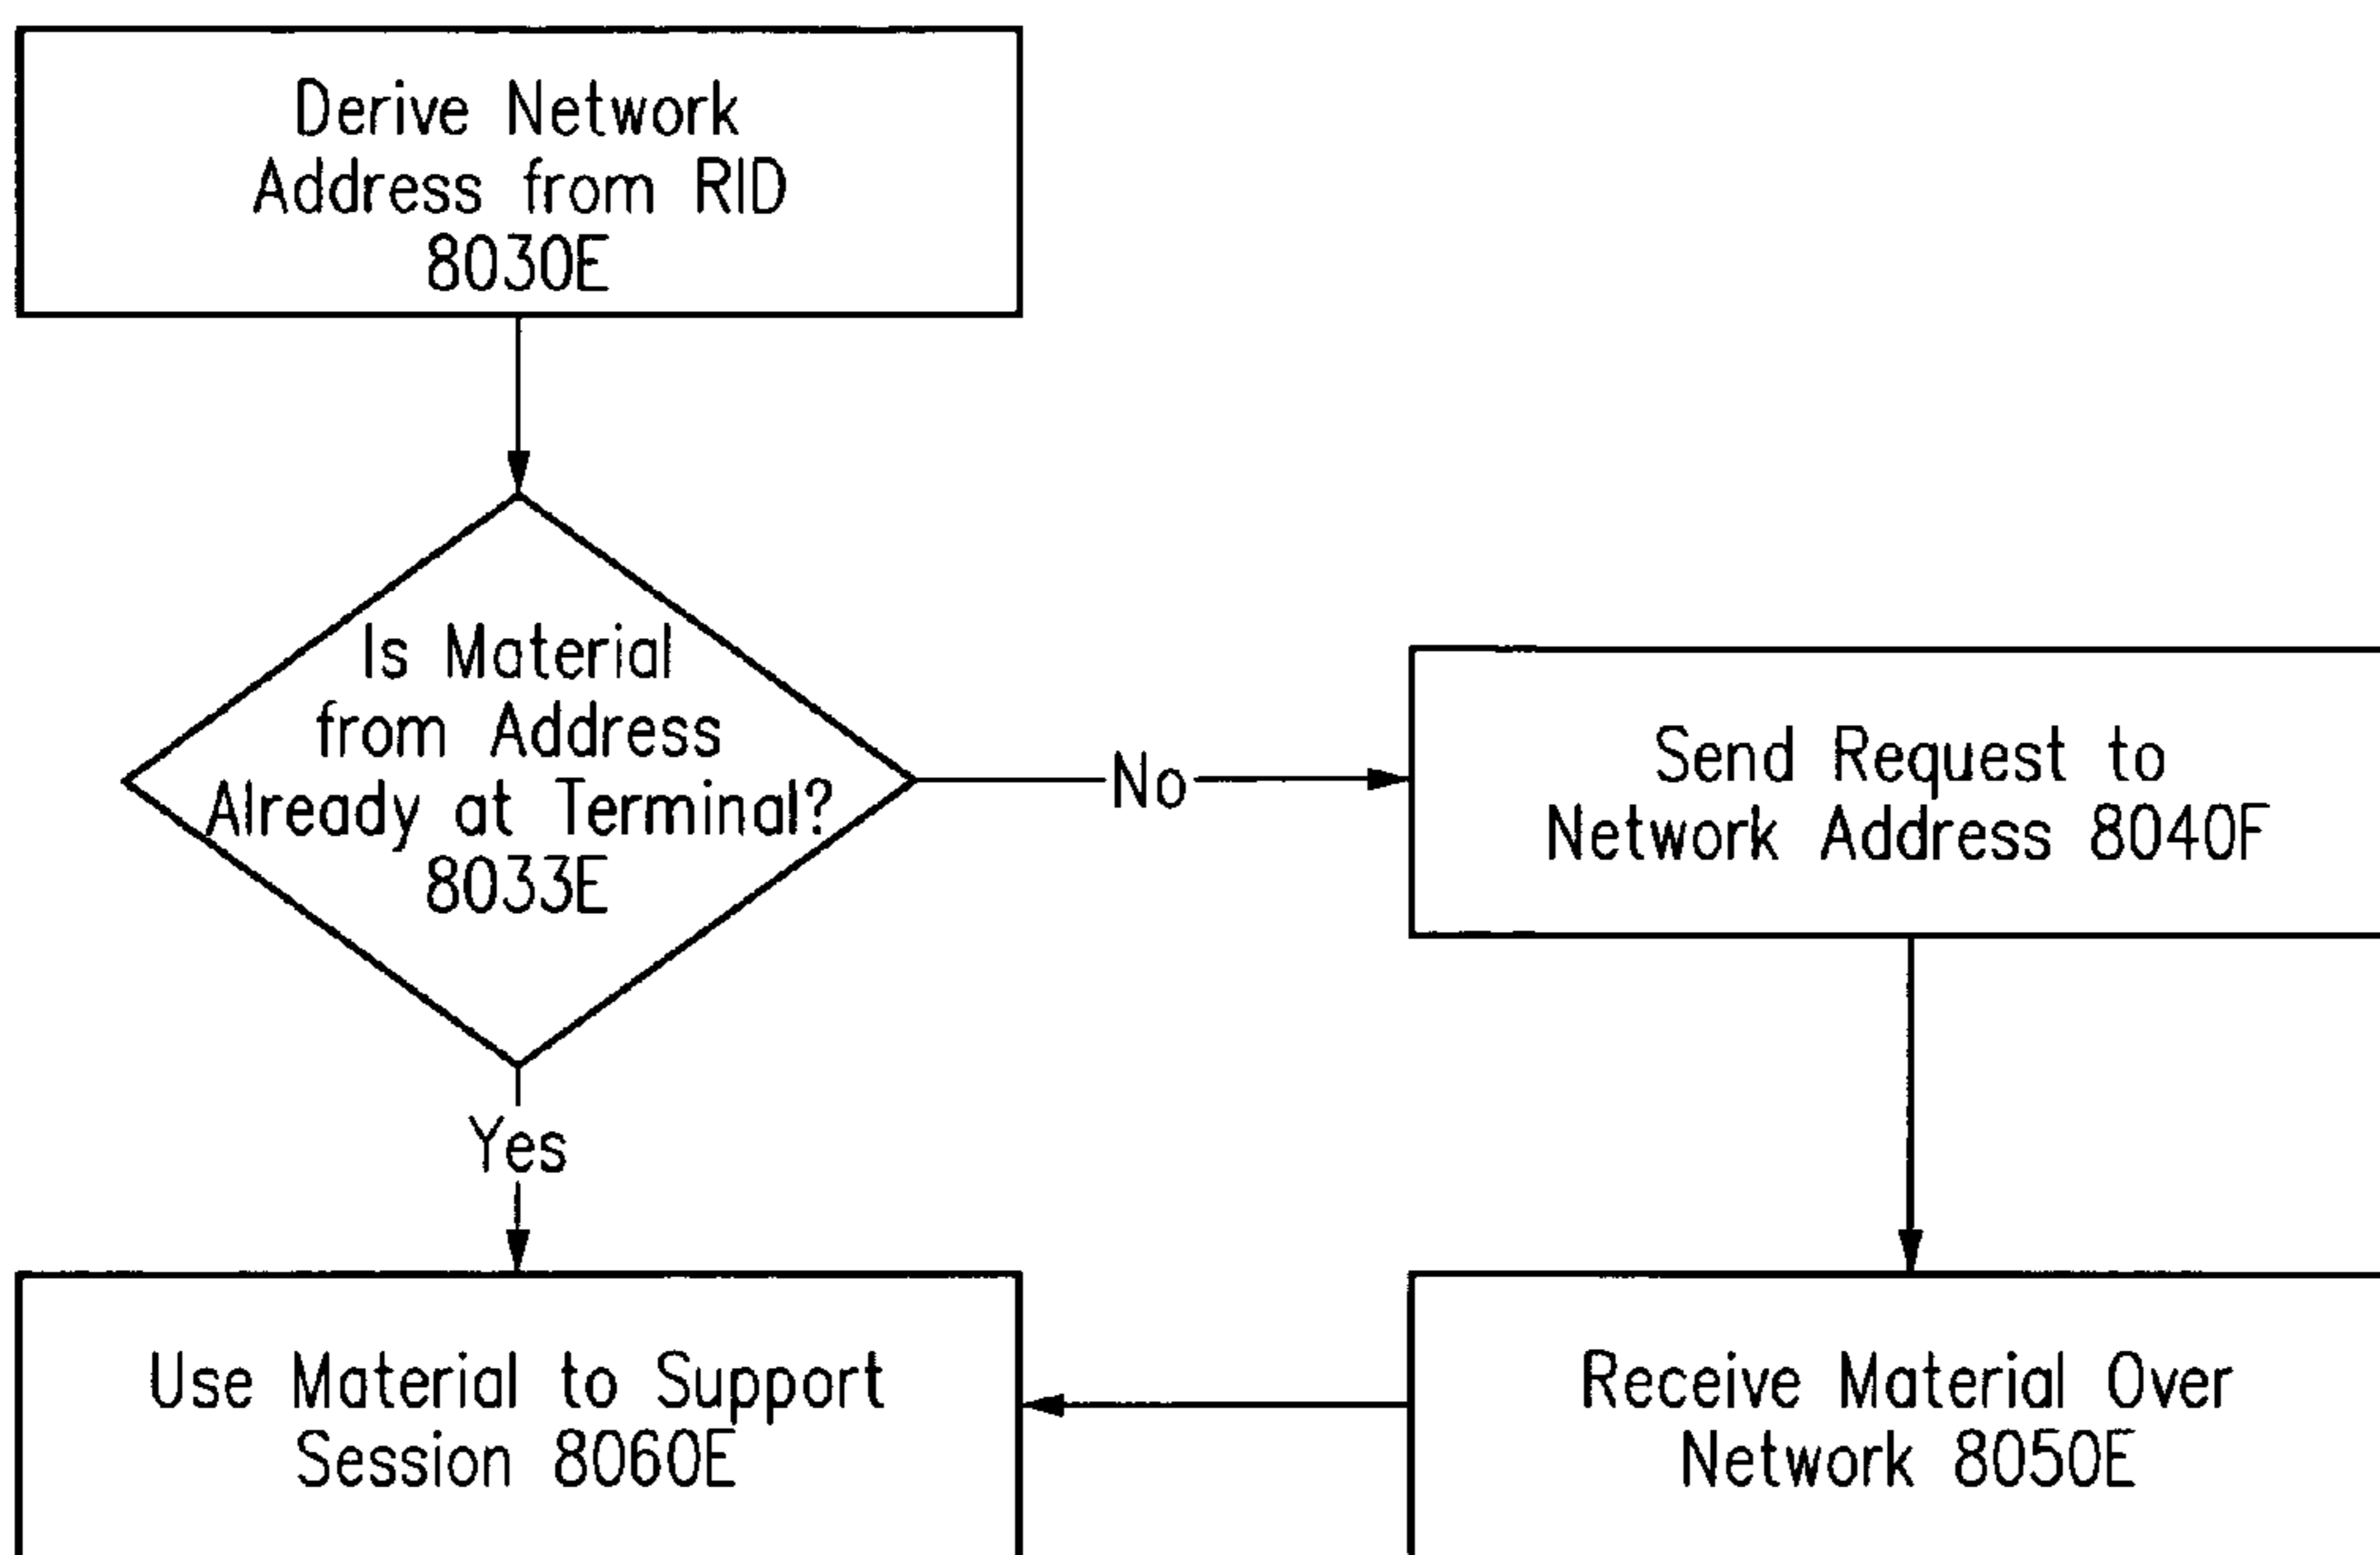 Derive Network
Address from RID
8030E
Is Material
from Address
Already at Terminal?
8033E
No
Send Request to
Network Address 8040F
Yes
Use Material to Support
Session 8060E
Receive Material Over
Network 8050E